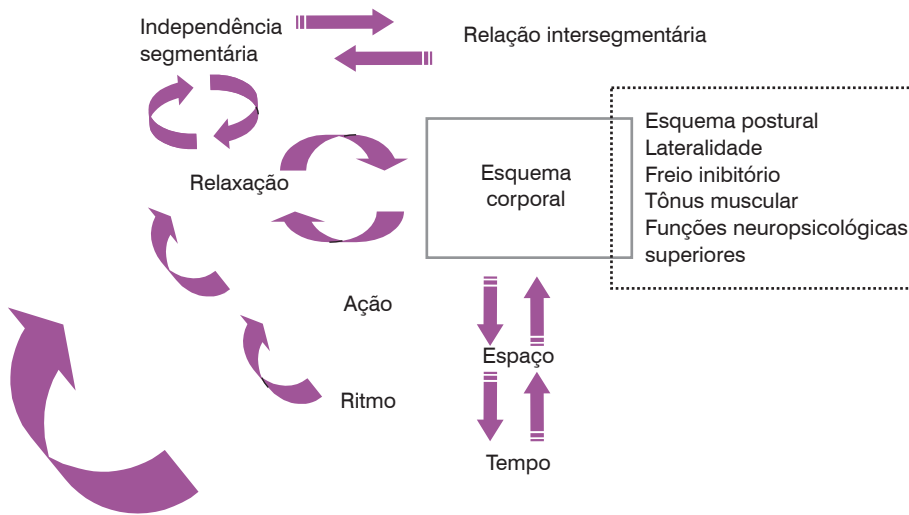 Independência
segmentária
Relação intersegmentária
Esquema postural
Lateralidade
Freio inibitório
Tônus muscular
Funções neuropsicológicas
superiores
Esquema
corporal
Relaxação
Ação
Espaço
Ritmo
Tempo